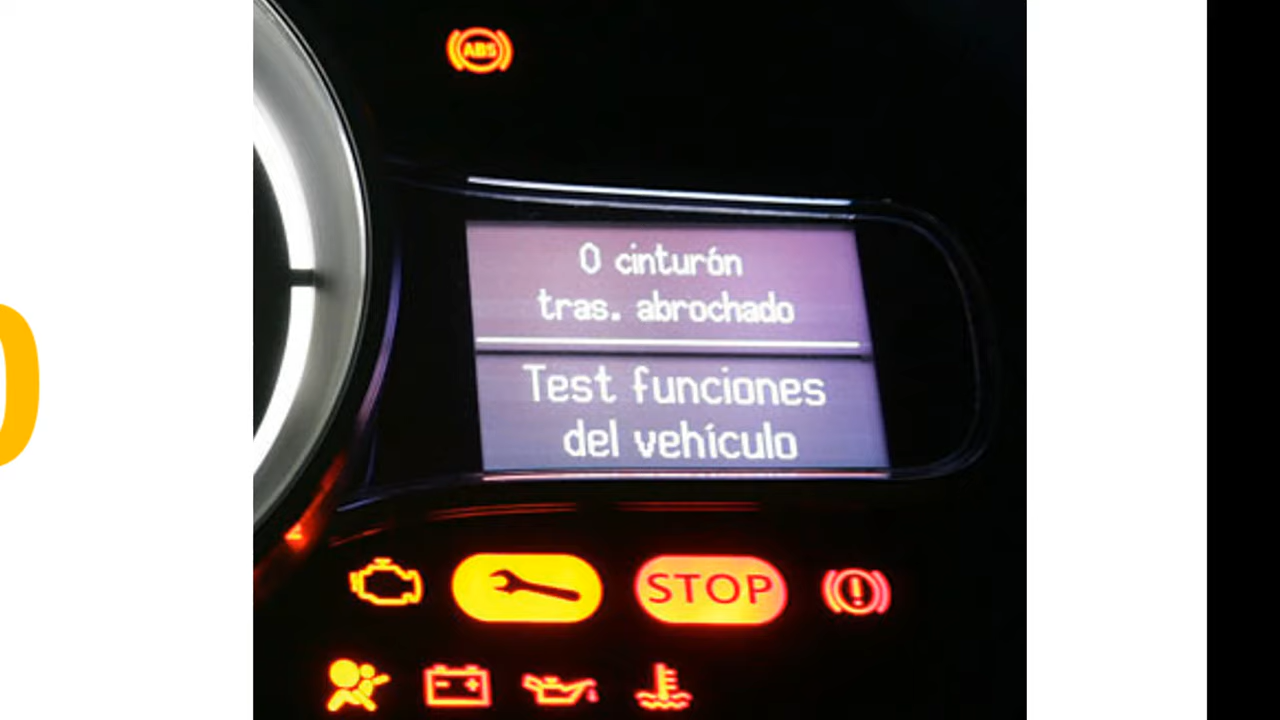 ABS
0 cinturón
tras. abrochado
Test funciones
del vehículo
STOP